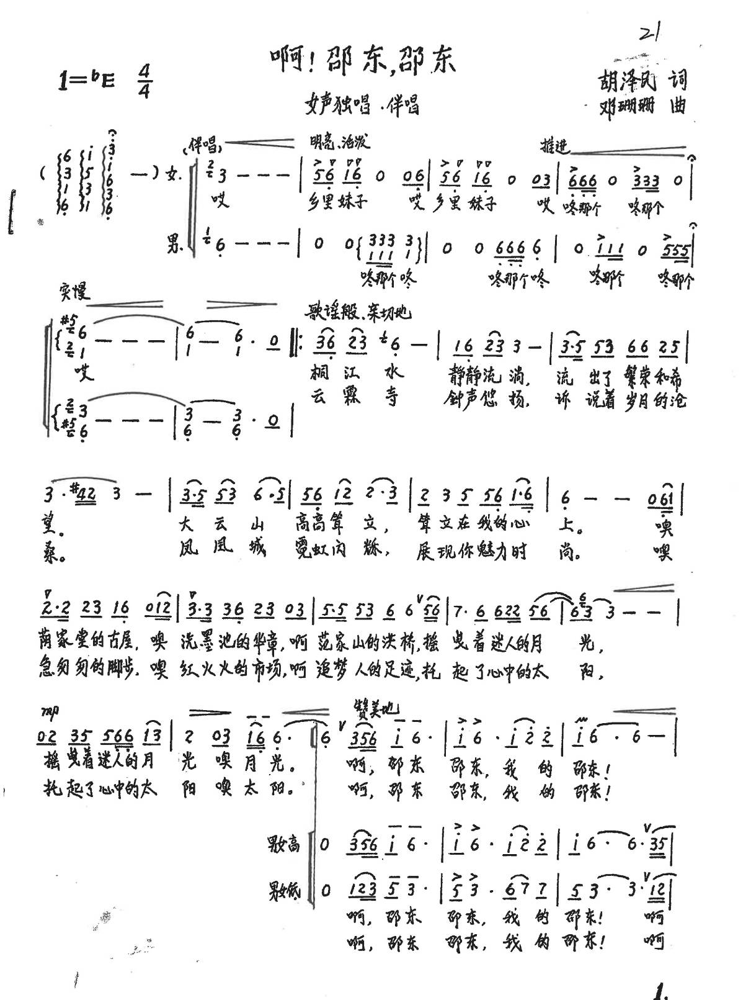 21
啊！邵东,邵东
1=bE 4/4
女声独唱．伴唱
胡泽民 词
邓珊珊 曲
(伴唱) 明亮、活泼 推进
女. 3 - - - | 56 16 0 06 | 56 16 0 03 | 666 0 333 0 |
哎 乡里妹子 哎 乡里妹子 哎 咚那个 咚那个
男. 6 - - - | 0 0 {333 3 / 111 1} | 0 0 666 6 | 0 111 0 555 |
咚那个咚 咚那个咚 咚那个 咚那个
突慢
歌谣般、亲切地
6 - - - | 6 - 6 · 0 |: 36 23 6 - | 16 23 3 - | 3·5 53 66 25 |
1 1 1
哎 桐江水 静静流淌, 流出了繁荣和希
云霖寺 钟声悠扬, 诉说着岁月的沧
3 - - - | 3 - 3 · 0 |
6 6 6
3 · #42 3 - | 3·5 53 6·5 | 56 12 2·3 | 2 3 5 56 1·6 | 6 - - 061 |
望。 大云山 高高耸立, 耸立在我的心上。 噢
桑。 凤凰城 霓虹闪烁, 展现你魅力时尚。 噢
2·2 23 16 012 | 3·3 36 23 03 | 5·5 53 6 6 56 | 7· 6 622 56 | 63 3 - - |
荫家堂的古屋, 噢 洗墨池的华章, 啊 范家山的洪桥, 摇曳着迷人的月光,
急匆匆的脚步. 噢 红火火的市场, 啊 追梦人的足迹, 托起了心中的太阳,
mp 赞美地
0·2 35 566 13 | 2 03 16 6· | 6 356 1 6· | 1 6 · 1 2 2 | 1 6 · 6 - |
摇曳着迷人的月光 噢月光。 啊, 邵东 邵东, 我的邵东!
托起了心中的太阳 噢太阳。 啊, 邵东 邵东, 我的邵东!
男女高 0 356 1 6· | 1 6· 1 2 2 | 1 6 · 6· 35 |
男女低 0 123 5 3· | 5 3· 6 7 7 | 5 3 · 3· 12 |
啊, 邵东 邵东, 我的邵东! 啊
啊, 邵东 邵东, 我的邵东! 啊
1.